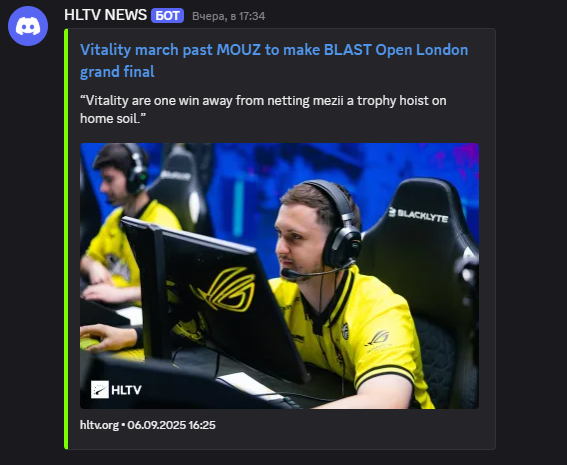 HLTV NEWS БОТ Вчера, в 17:34
Vitality march past MOUZ to make BLAST Open London
grand final
“Vitality are one win away from netting mezii a trophy hoist on
home soil.”
BLACKLYTE
HLTV
hltv.org • 06.09.2025 16:25